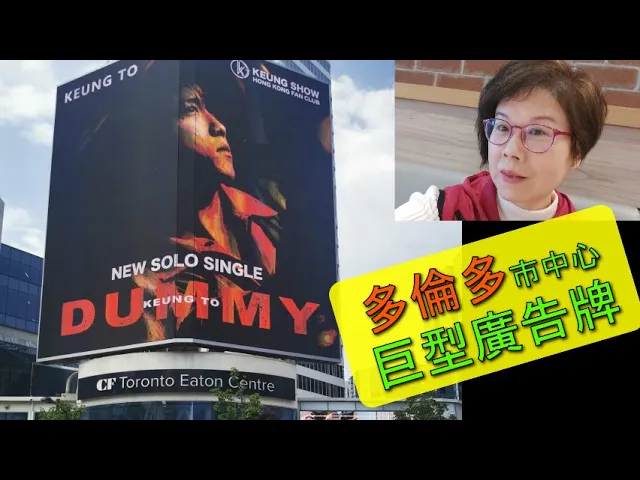 KEUNG TO
KEUNG SHOW
HONG KONG FAN CLUB
NEW SOLO SINGLE
DUMMY
KEUNG TO
CF Toronto Eaton Centre
多倫多市中心
巨型廣告牌